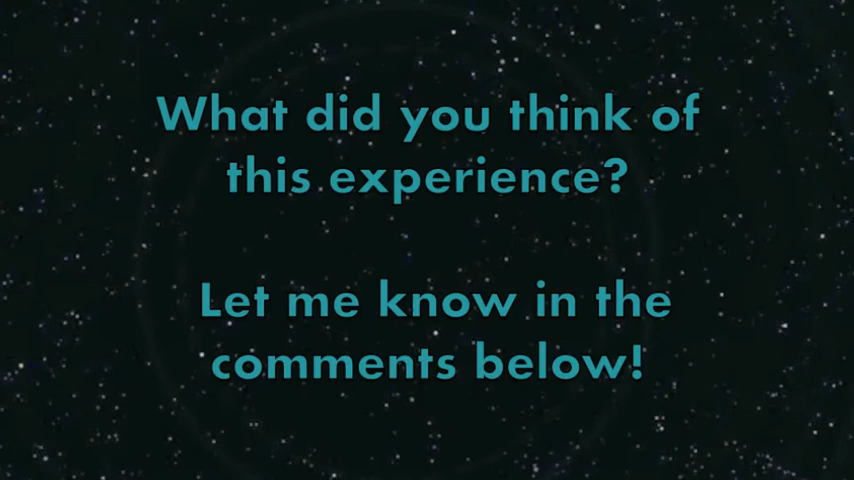 What did you think of
this experience?
Let me know in the
comments below!